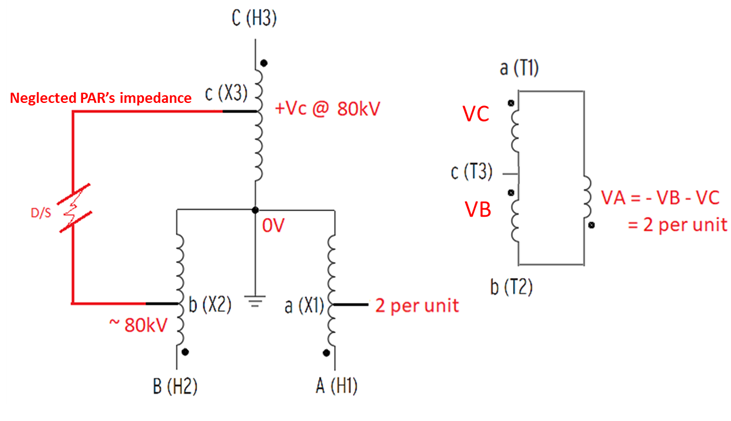 C (H3)
a (T1)
Neglected PAR's impedance
c (X3)
+Vc @ 80kV
VC
c (T3)
D/S
VB
VA = - VB - VC
= 2 per unit
0V
b (T2)
b (X2)
a (X1)
2 per unit
~ 80kV
B (H2)
A (H1)